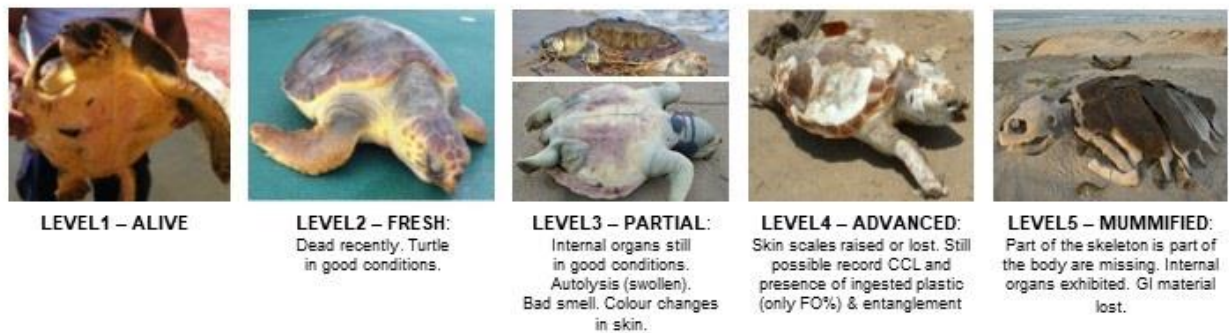 LEVEL1 – ALIVE
LEVEL2 – FRESH:
Dead recently. Turtle
in good conditions.
LEVEL3 – PARTIAL:
Internal organs still
in good conditions.
Autolysis (swollen).
Bad smell. Colour changes
in skin.
LEVEL4 – ADVANCED:
Skin scales raised or lost. Still
possible record CCL and
presence of ingested plastic
(only FO%) & entanglement
LEVEL5 – MUMMIFIED:
Part of the skeleton is part of
the body are missing. Internal
organs exhibited. GI material
lost.